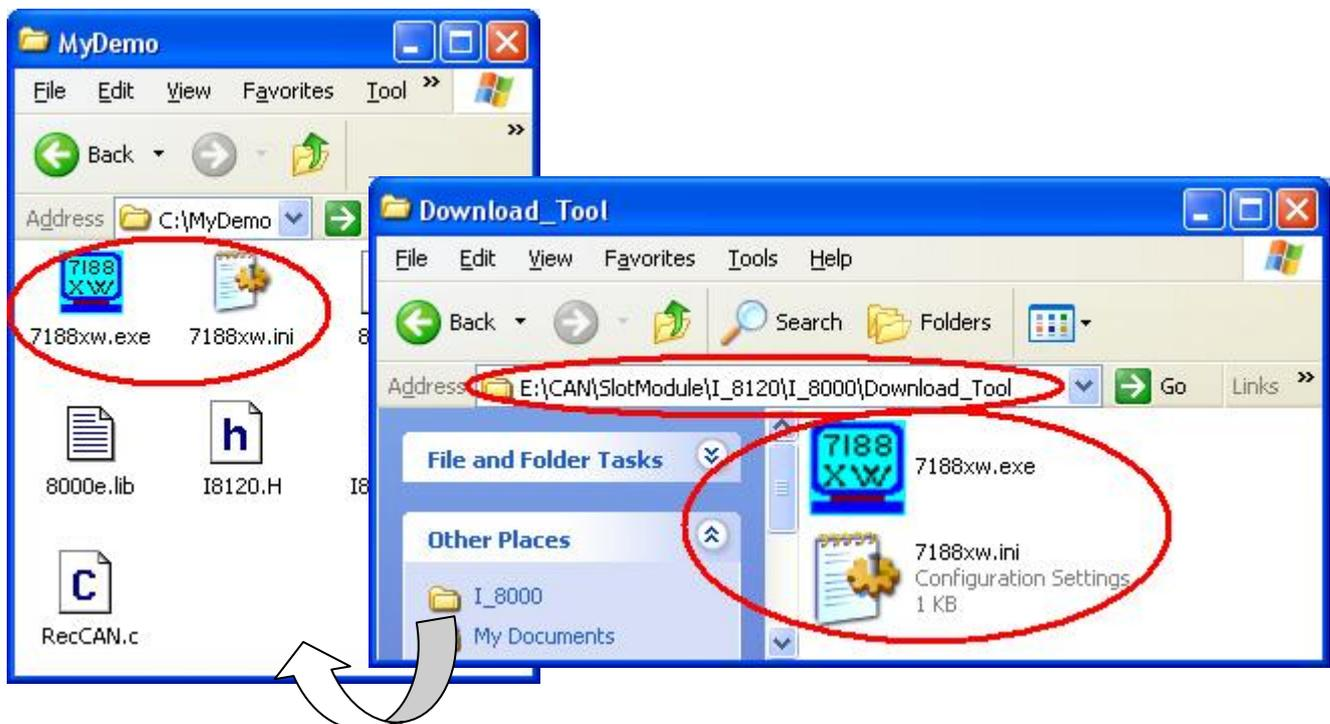 MyDemo
File Edit View Favorites Tool »
Back »
Address C:\MyDemo
7188 XW
7188xw.exe 7188xw.ini 8
8000e.lib I8120.H I8
h
C
RecCAN.c
Download_Tool
File Edit View Favorites Tools Help
Back Search Folders
Address E:\CAN\SlotModule\I_8120\I_8000\Download_Tool Go Links »
File and Folder Tasks
Other Places
I_8000
My Documents
7188
XW
7188xw.exe
7188xw.ini
Configuration Settings
1 KB